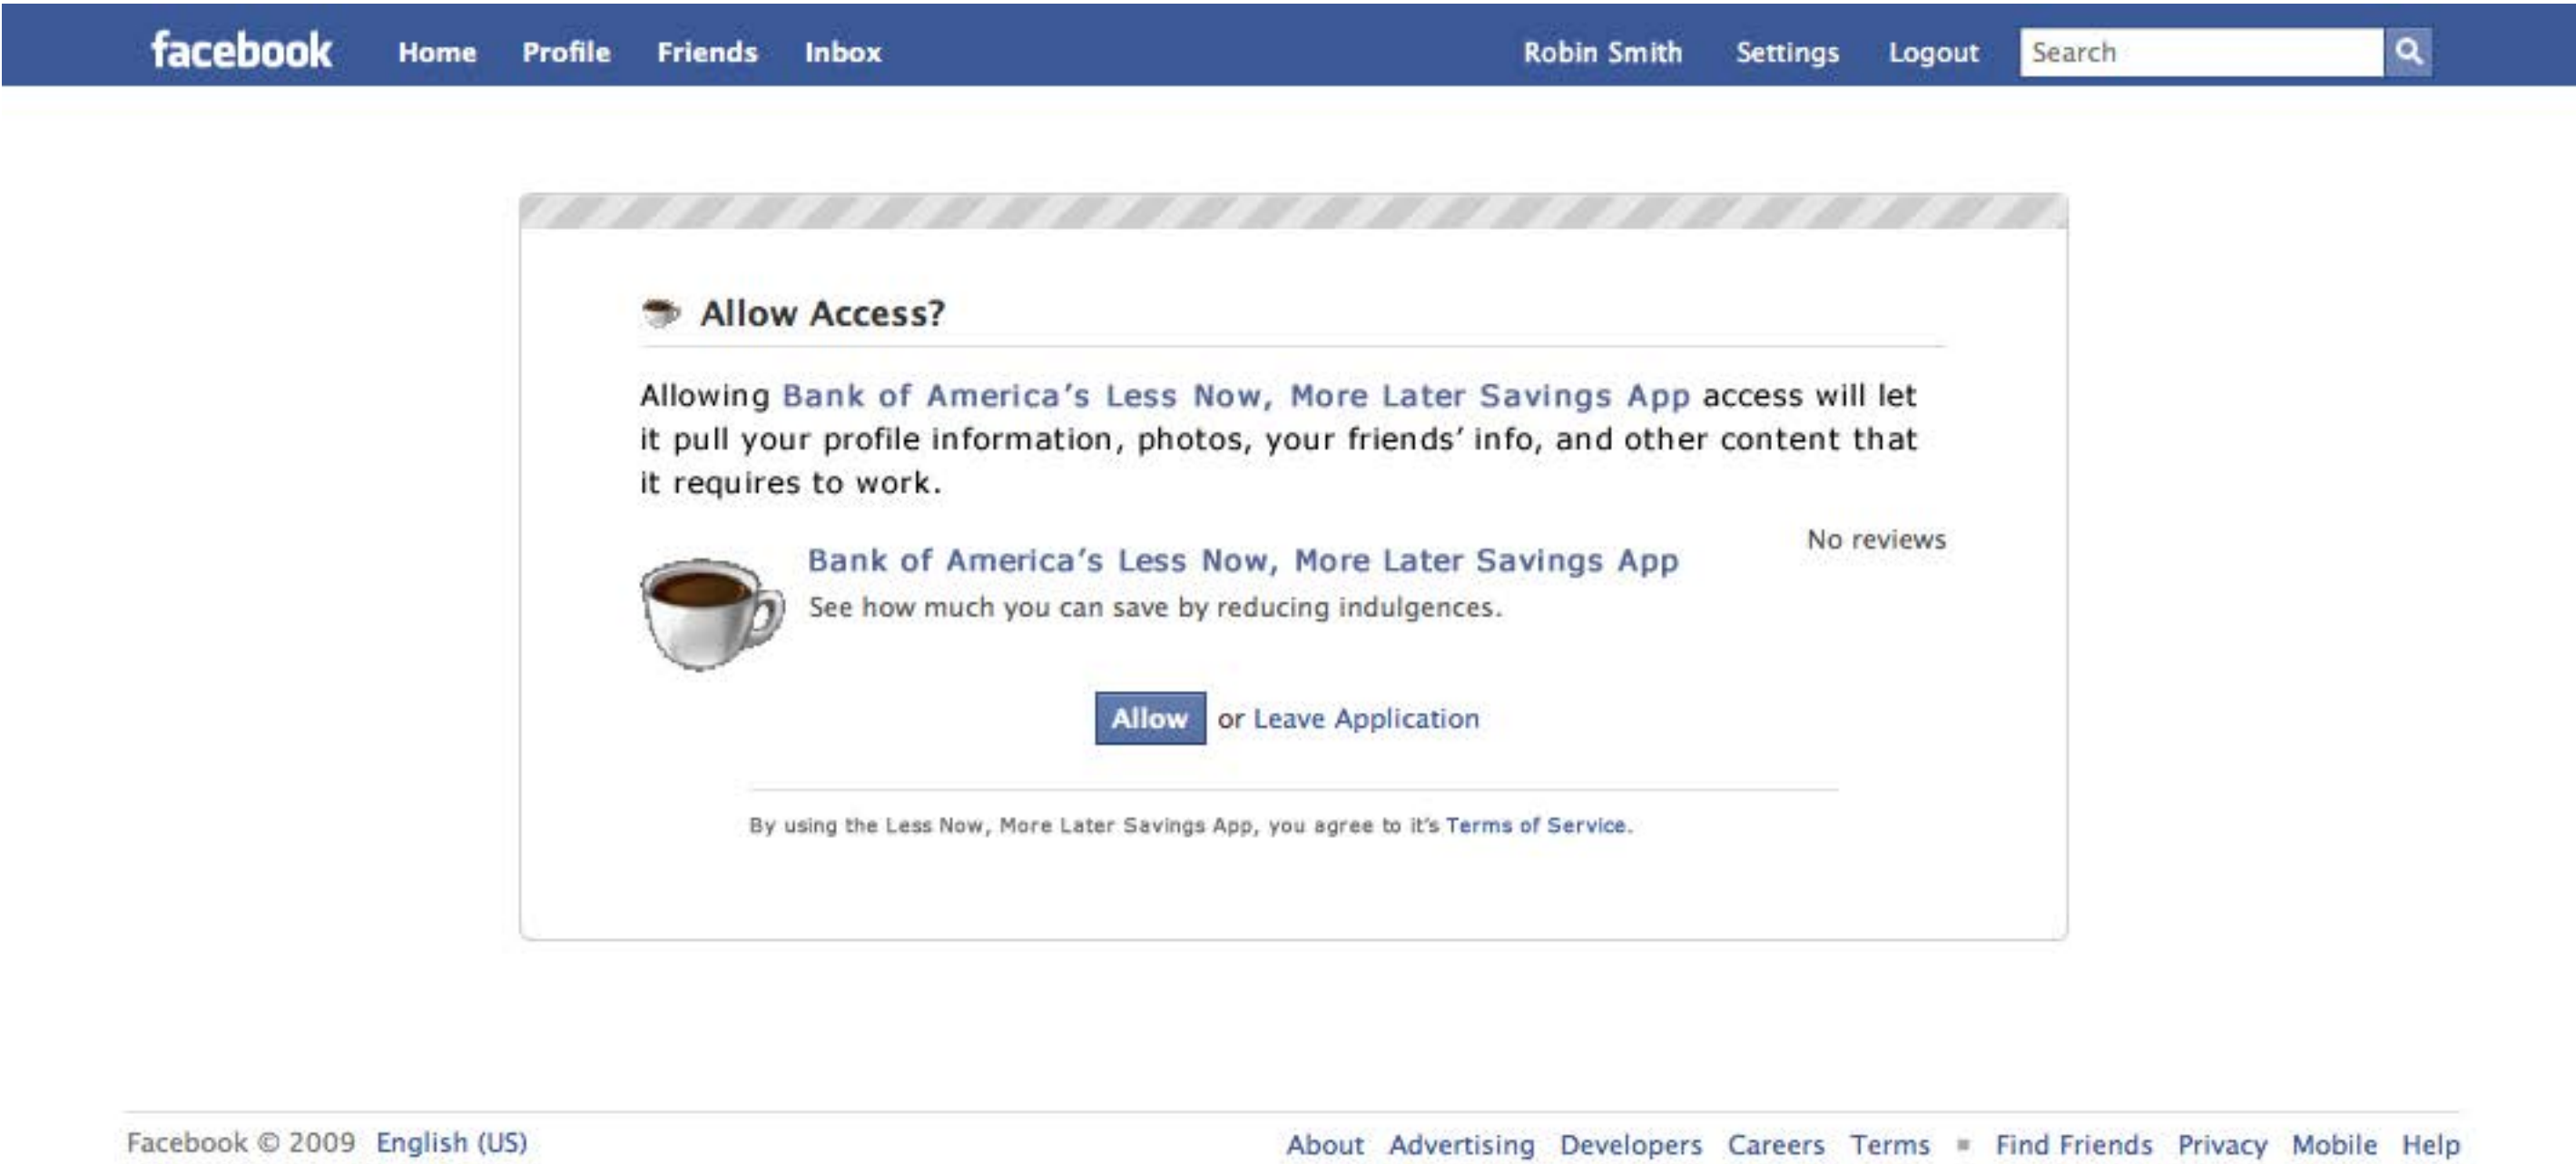 facebook Home Profile Friends Inbox Robin Smith Settings Logout Search
Allow Access?
Allowing Bank of America's Less Now, More Later Savings App access will let
it pull your profile information, photos, your friends' info, and other content that
it requires to work.
No reviews
Bank of America's Less Now, More Later Savings App
See how much you can save by reducing indulgences.
Allow or Leave Application
By using the Less Now, More Later Savings App, you agree to it's Terms of Service.
Facebook © 2009 English (US) About Advertising Developers Careers Terms ▪ Find Friends Privacy Mobile Help